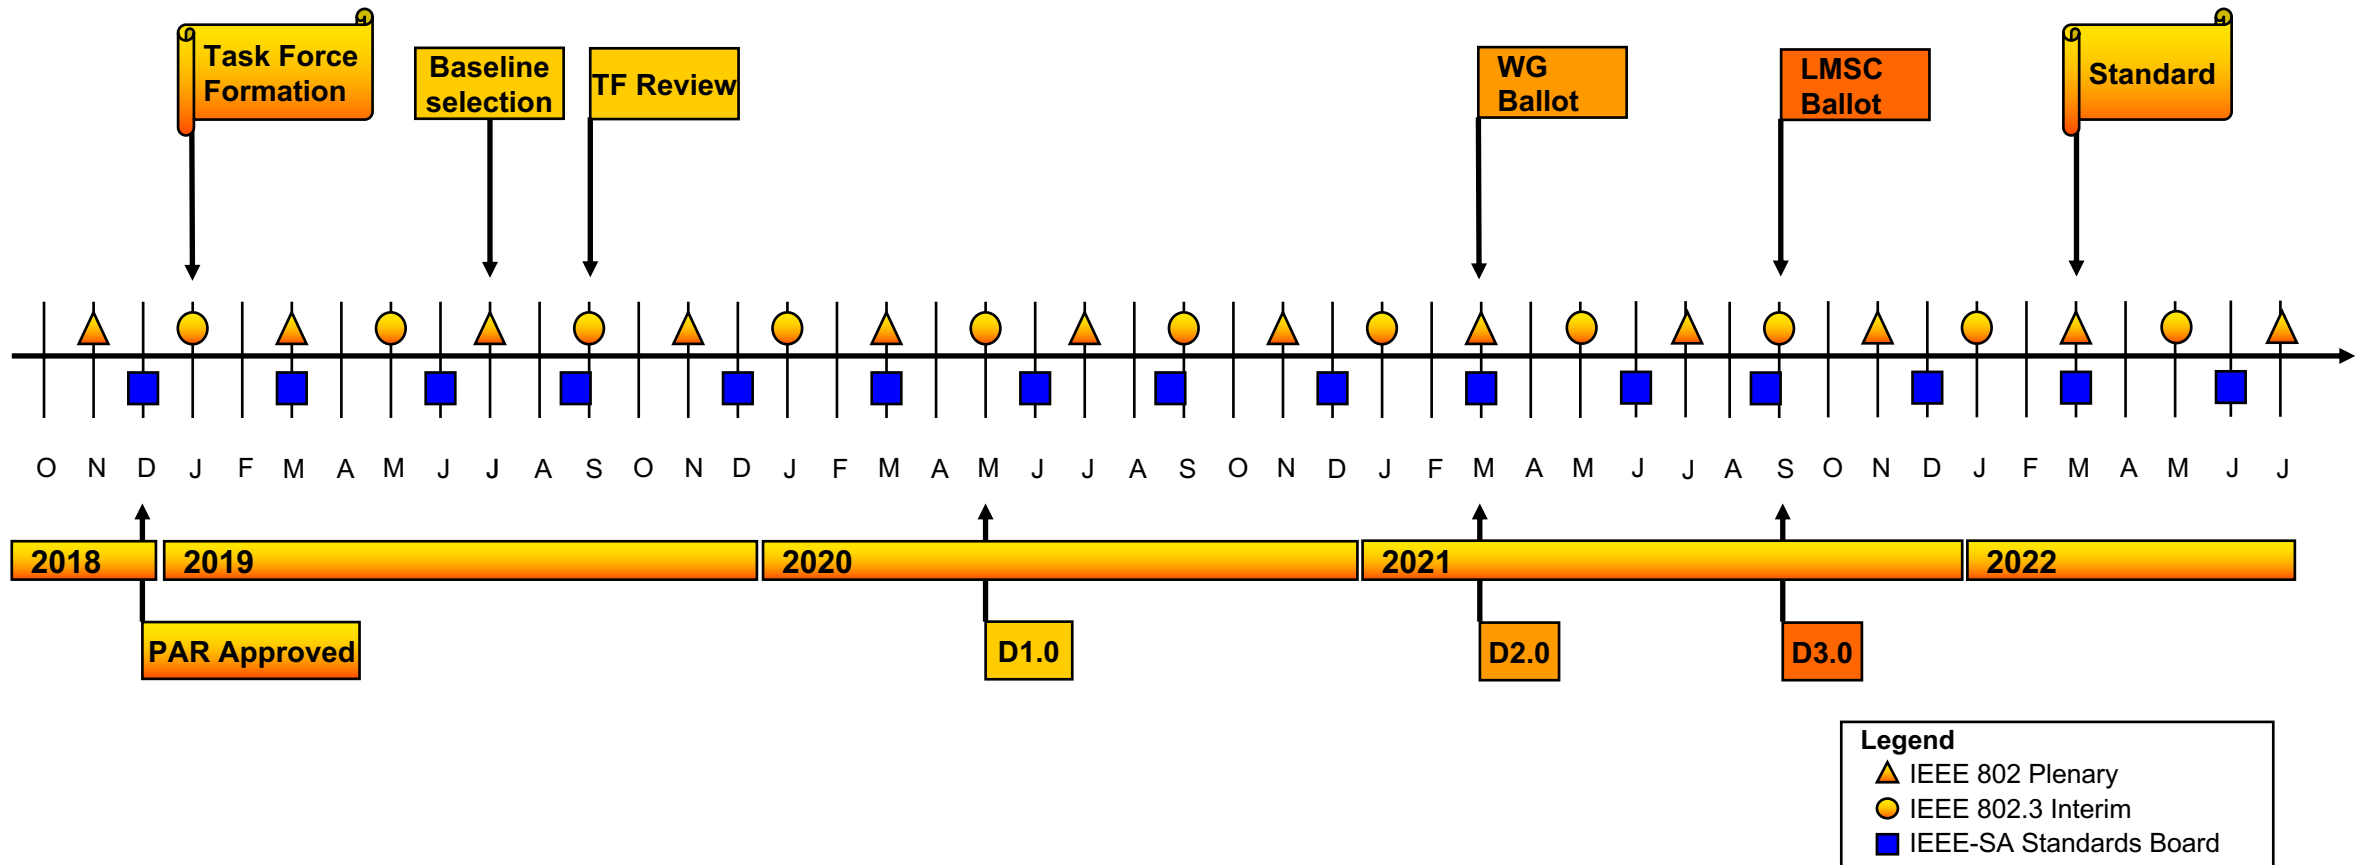 Task Force
Formation
Baseline
selection
TF Review
WG
Ballot
LMSC
Ballot
Standard
O N D J F M A M J J A S O N D J F M A M J J A S O N D J F M A M J J A S O N D J F M A M J J
2018 2019 2020 2021 2022
PAR Approved
D1.0
D2.0
D3.0
Legend
IEEE 802 Plenary
IEEE 802.3 Interim
IEEE-SA Standards Board